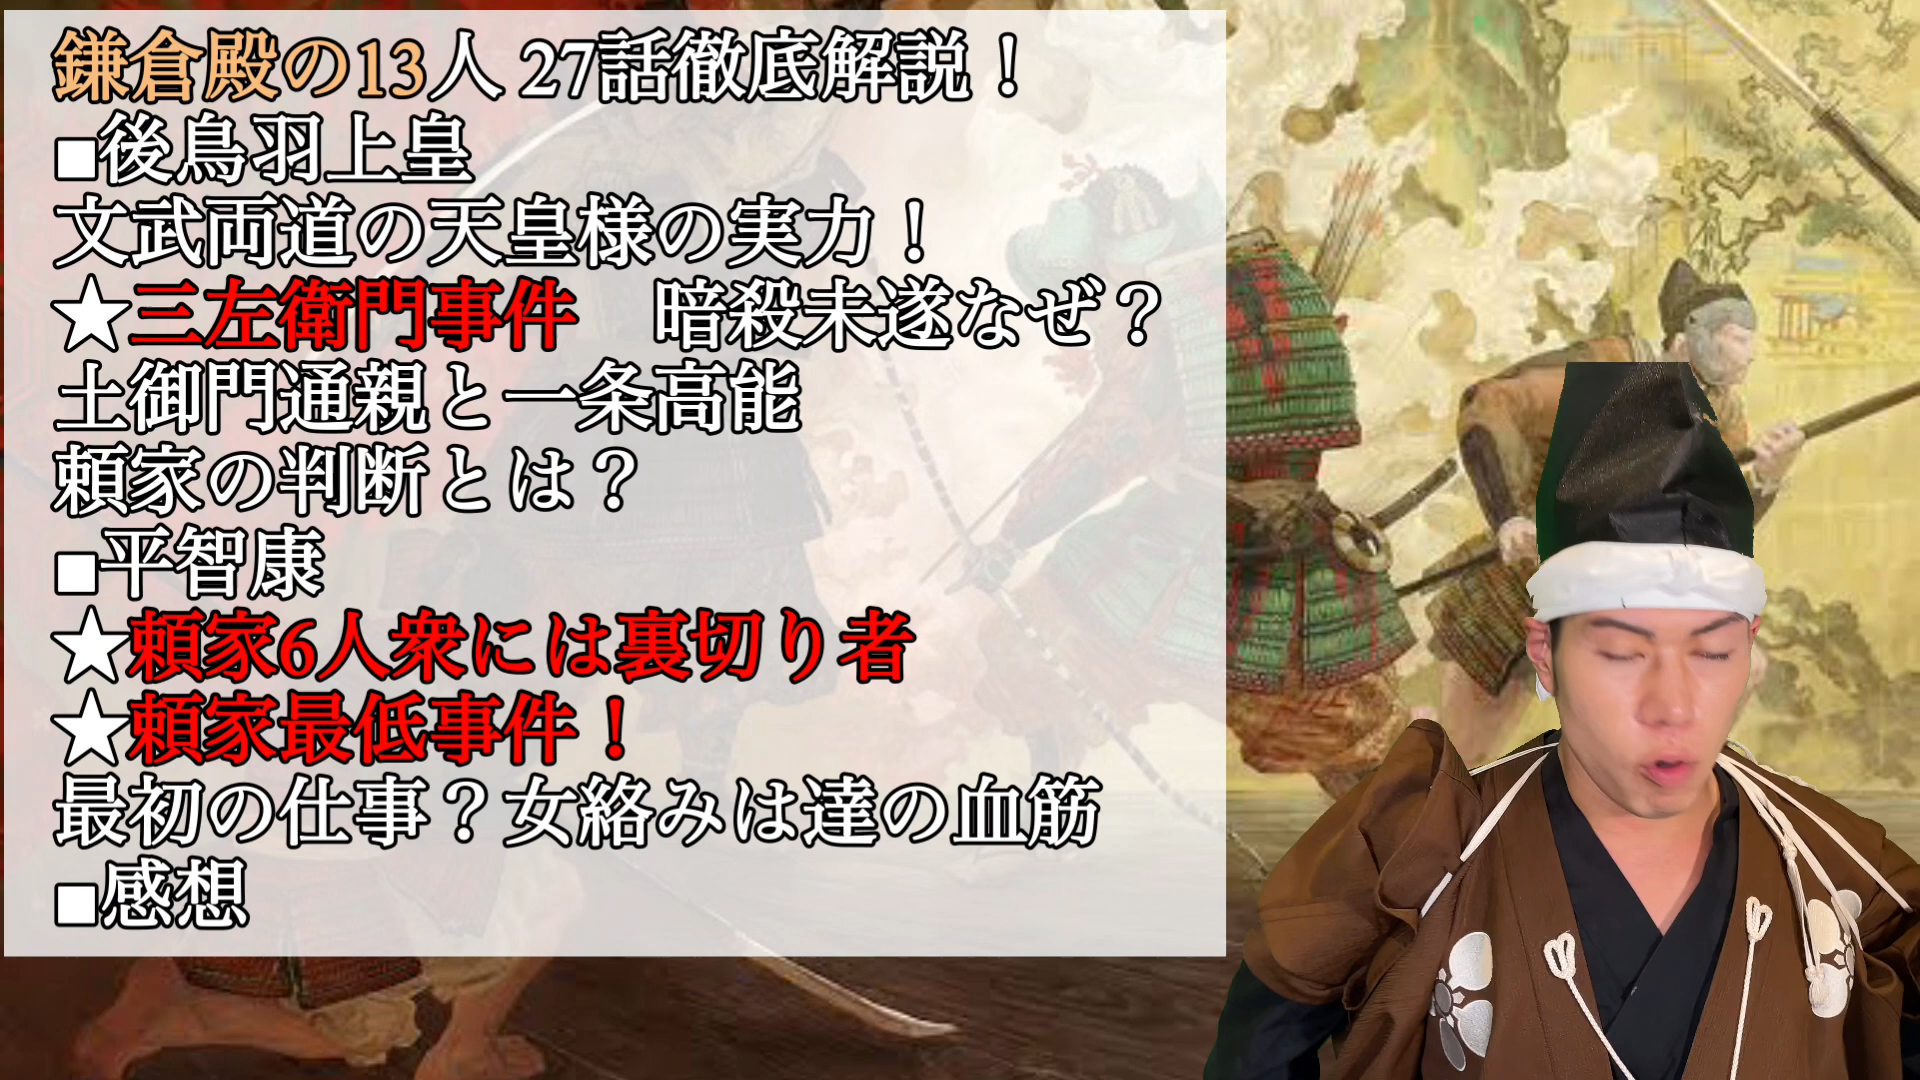 鎌倉殿の13人 27話徹底解説！
■後鳥羽上皇
文武両道の天皇様の実力！
★三左衛門事件　暗殺未遂なぜ？
土御門通親と一条高能
頼家の判断とは？
■平智康
★頼家6人衆には裏切り者
★頼家最低事件！
最初の仕事？女絡みは達の血筋
■感想